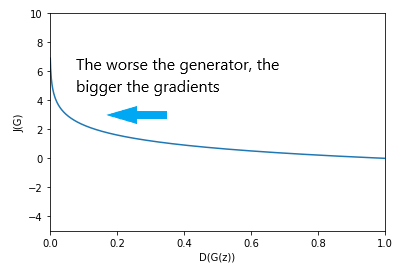 10
8
6
4
2
0
−2
−4
J(G)
The worse the generator, the
bigger the gradients
0.0 0.2 0.4 0.6 0.8 1.0
D(G(z))